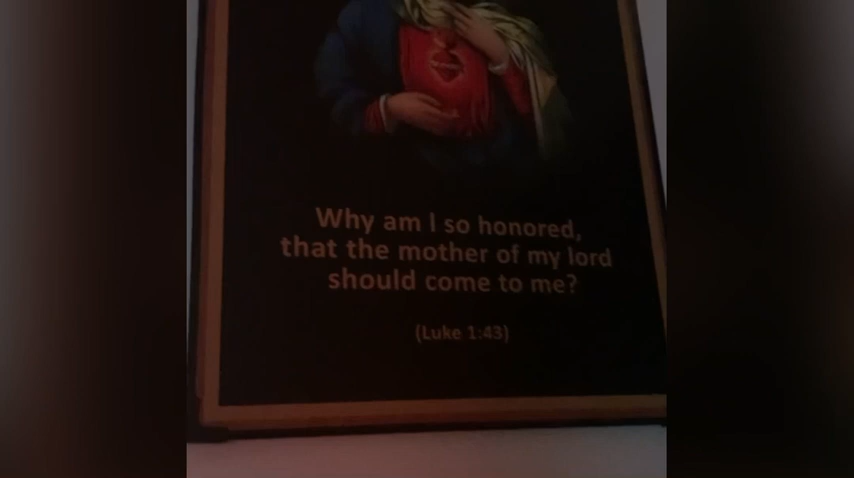 Why am I so honored,
that the mother of my lord
should come to me?
(Luke 1:43)